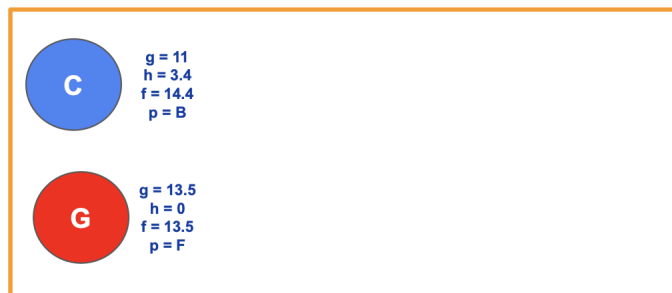 C
g = 11
h = 3.4
f = 14.4
p = B
G
g = 13.5
h = 0
f = 13.5
p = F